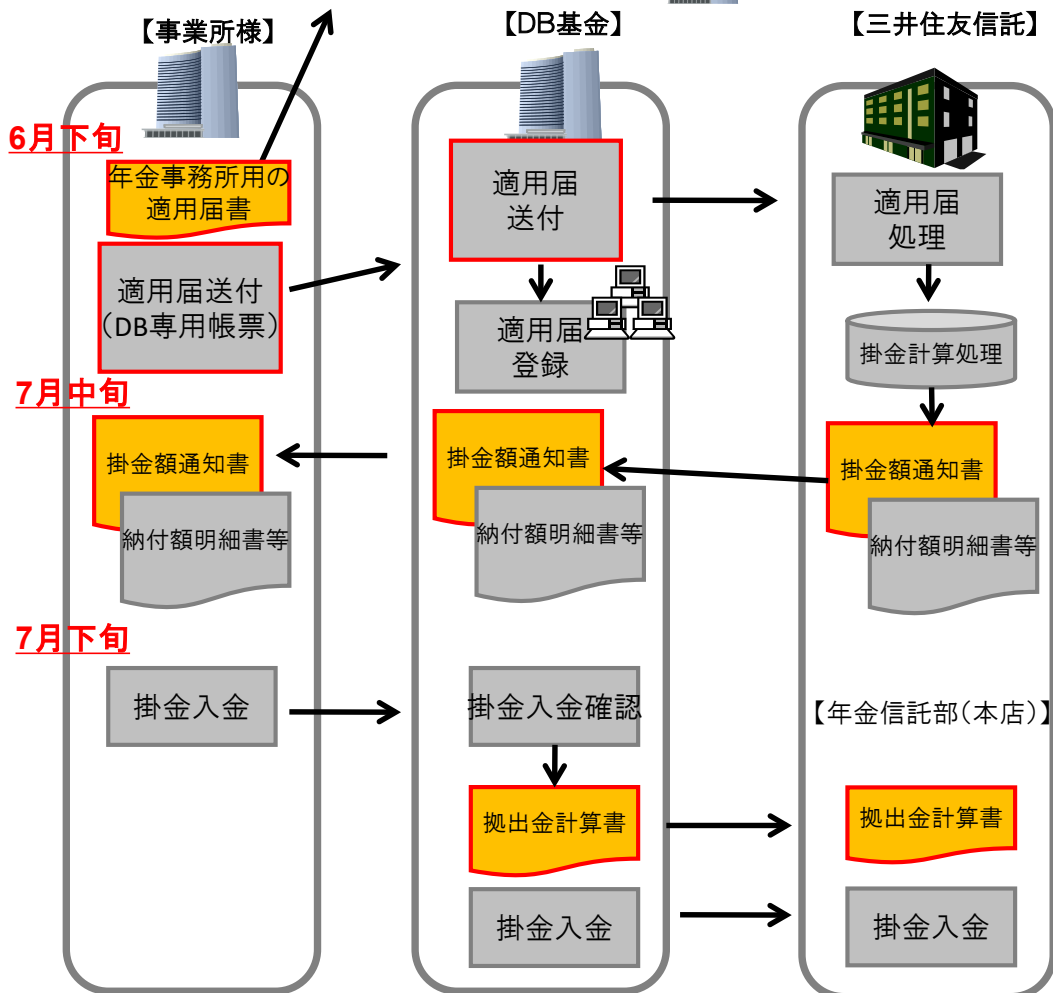 【事業所様】
【DB基金】
【三井住友信託】
6月下旬
年金事務所用の
適用届書
適用届送付
（DB専用帳票）
適用届
送付
適用届
登録
適用届
処理
掛金計算処理
7月中旬
掛金額通知書
納付額明細書等
掛金額通知書
納付額明細書等
掛金額通知書
納付額明細書等
7月下旬
掛金入金
掛金入金確認
【年金信託部（本店）】
拠出金計算書
拠出金計算書
掛金入金
掛金入金